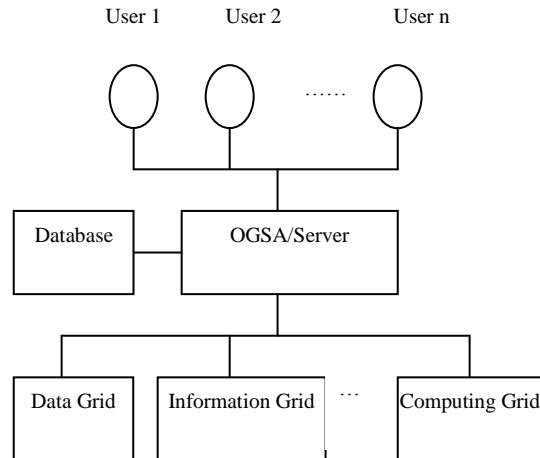 User 1 User 2 User n
……
Database OGSA/Server
Data Grid Information Grid … Computing Grid